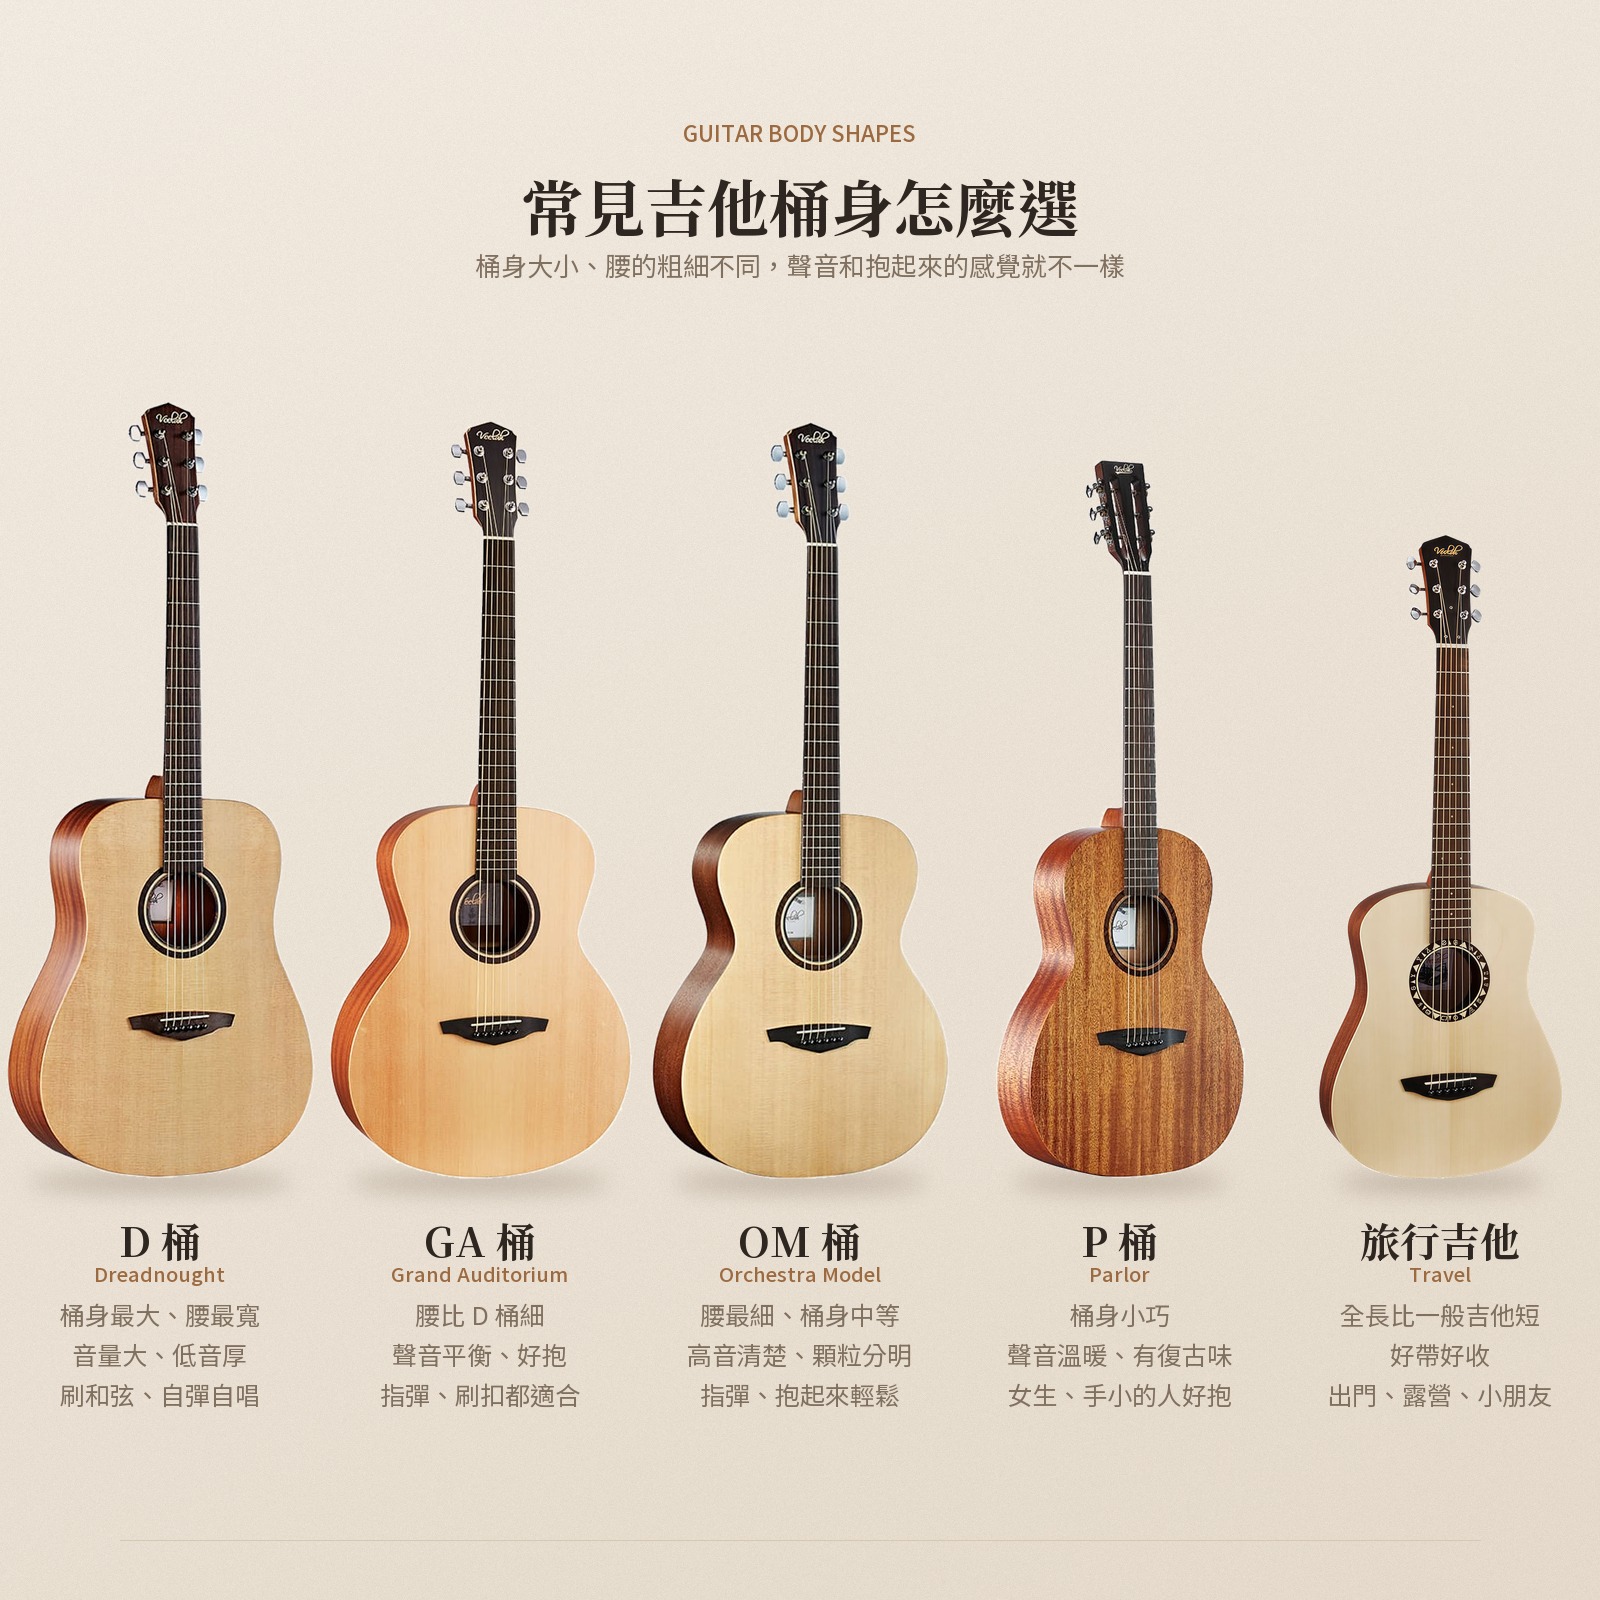 GUITAR BODY SHAPES
常見吉他桶身怎麼選
桶身大小、腰的粗細不同，聲音和抱起來的感覺就不一樣
Veelah
Veelah
Veelah
Veelah
Veelah
D 桶
Dreadnought
桶身最大、腰最寬
音量大、低音厚
刷和弦、自彈自唱
GA 桶
Grand Auditorium
腰比 D 桶細
聲音平衡、好抱
指彈、刷扣都適合
OM 桶
Orchestra Model
腰最細、桶身中等
高音清楚、顆粒分明
指彈、抱起來輕鬆
P 桶
Parlor
桶身小巧
聲音溫暖、有復古味
女生、手小的人好抱
旅行吉他
Travel
全長比一般吉他短
好帶好收
出門、露營、小朋友